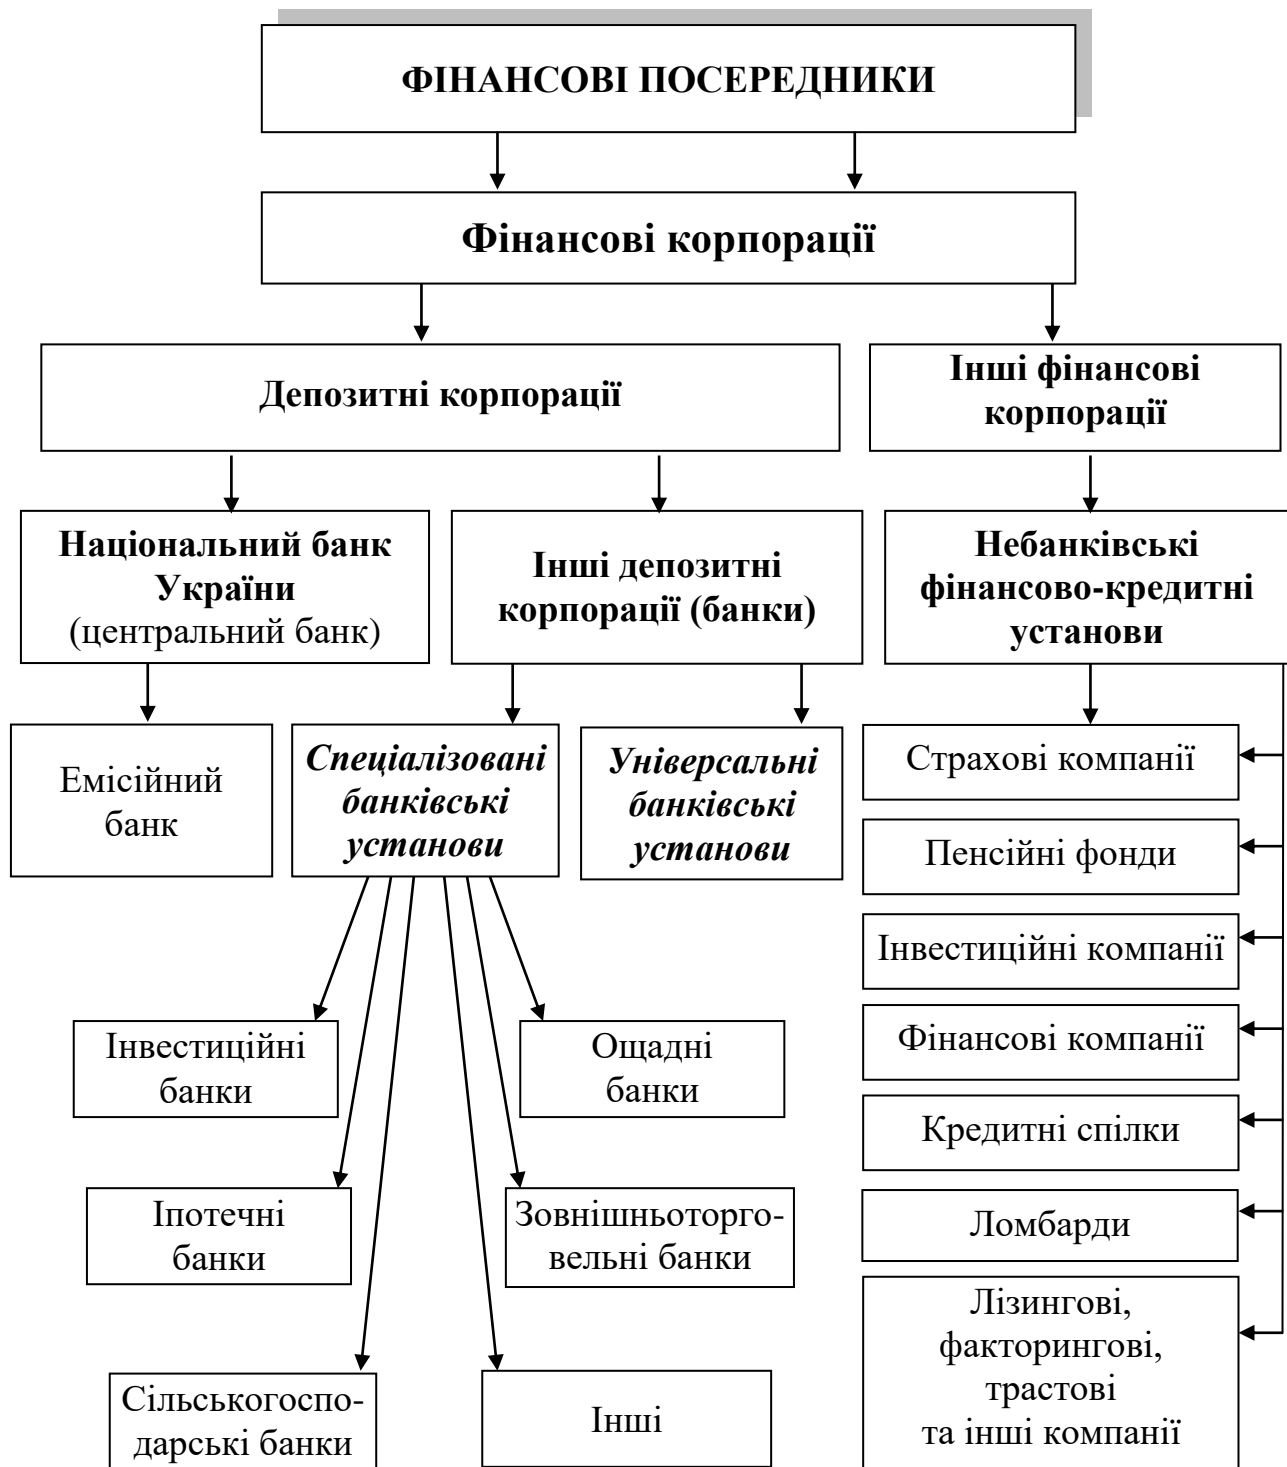 ФІНАНСОВІ ПОСЕРЕДНИКИ
Фінансові корпорації
Депозитні корпорації
Інші фінансові
корпорації
Національний банк
України
(центральний банк)
Інші депозитні
корпорації (банки)
Небанківські
фінансово-кредитні
установи
Емісійний
банк
Спеціалізовані
банківські
установи
Універсальні
банківські
установи
Страхові компанії
Пенсійні фонди
Інвестиційні компанії
Фінансові компанії
Кредитні спілки
Ломбарди
Лізингові,
факторингові,
трастові
та інші компанії
Інвестиційні
банки
Ощадні
банки
Іпотечні
банки
Зовнішньоторго-
вельні банки
Сільськогоспо-
дарські банки
Інші